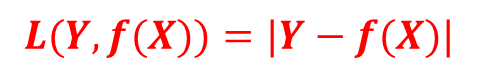 L(Y, f(X)) = |Y − f(X)|